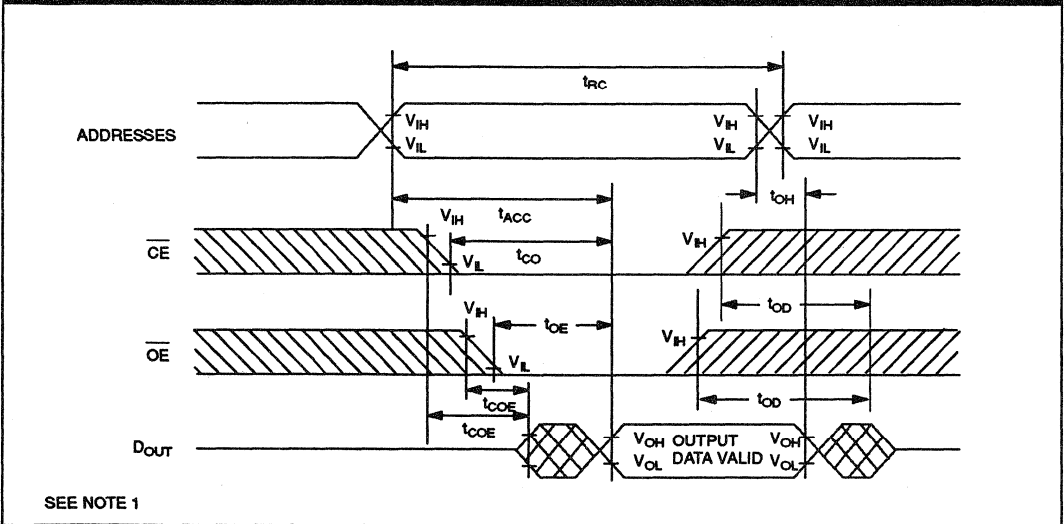 tRC
ADDRESSES
VIH
VIL
VIH
VIL
VIH
VIL
tOH
tACC
CE
VIH
VIL
tCO
VIH
tOD
OE
VIH
VIL
tOE
VIH
tCOE
tCOE
tOD
DOUT
VOH OUTPUT VOH
VOL DATA VALID VOL
SEE NOTE 1